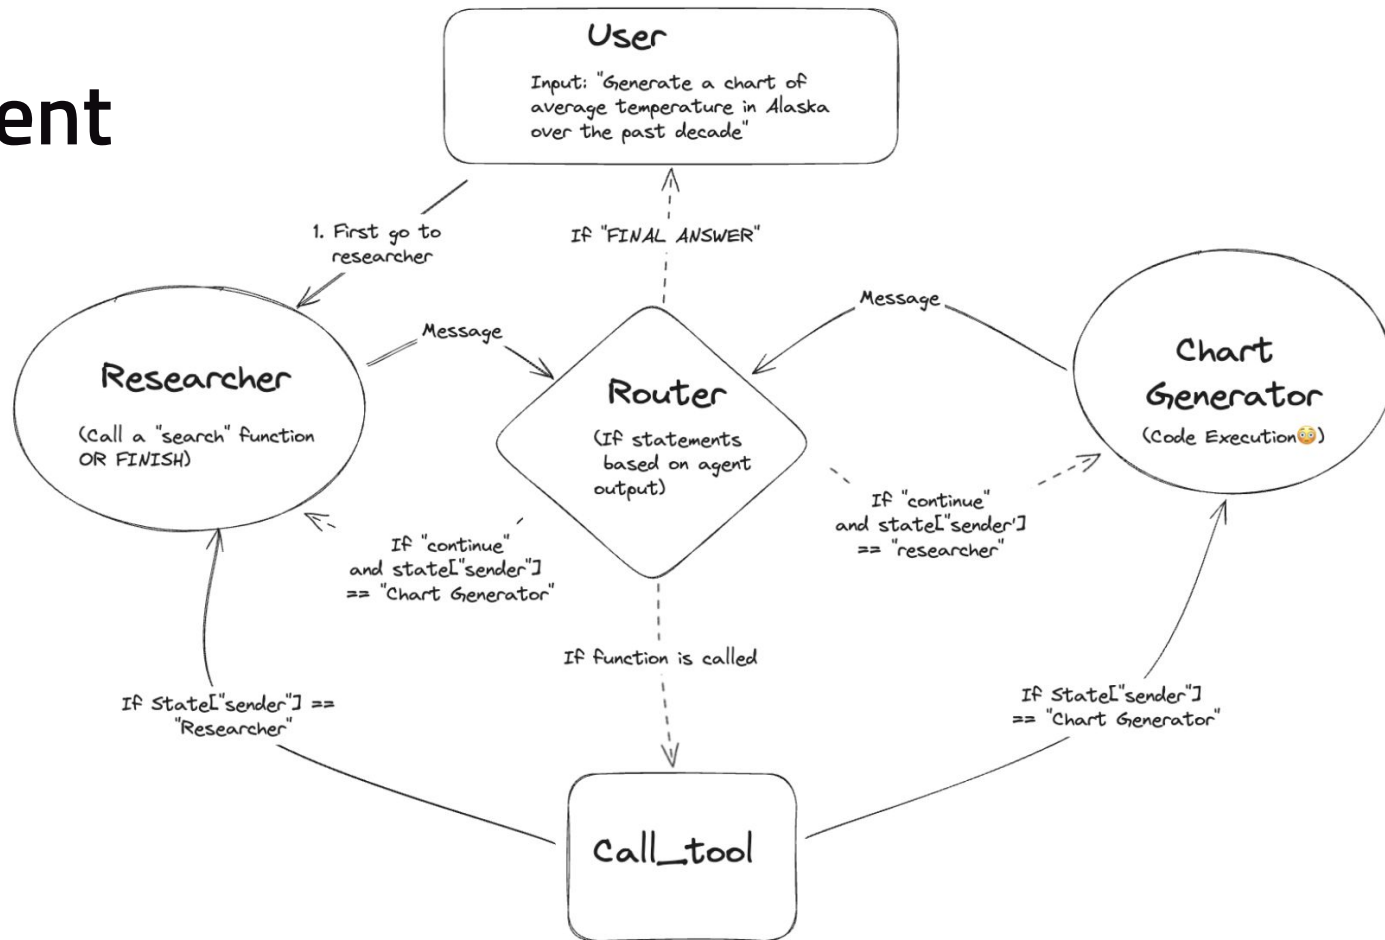 User
Input: "Generate a chart of
average temperature in Alaska
over the past decade"
ent
1. First go to
researcher
If "FINAL ANSWER"
Message
Message
Researcher
(Call a "search" function
OR FINISH)
Router
(If statements
based on agent
output)
Chart
Generator
(Code Execution😳)
If "continue"
and state["sender"]
== "Chart Generator"
If "continue"
and state["sender']
== "researcher"
If function is called
If State["sender"] ==
"Researcher"
If State["sender"]
== "Chart Generator"
Call_tool